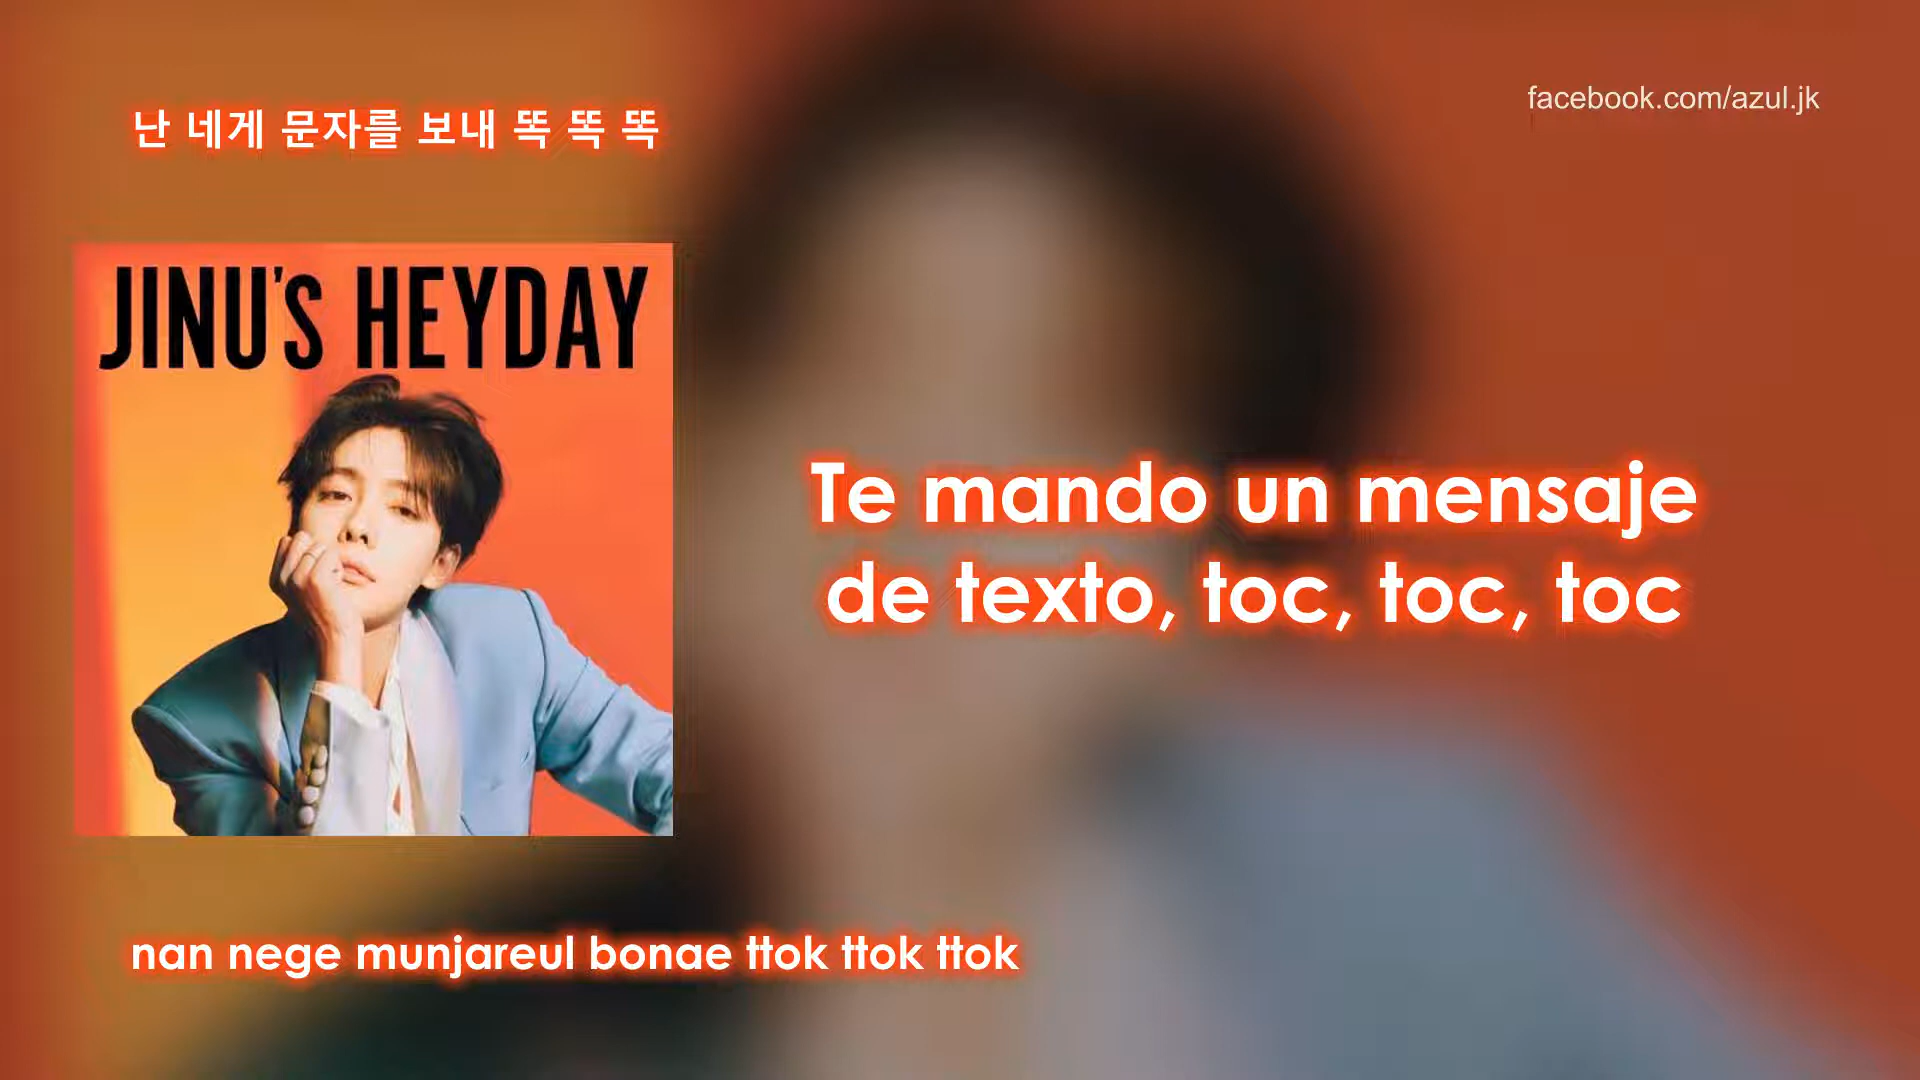 난 네게 문자를 보내 똑 똑 똑
facebook.com/azul.jk
JINU'S HEYDAY
Te mando un mensaje
de texto, toc, toc, toc
nan nege munjareul bonae ttok ttok ttok